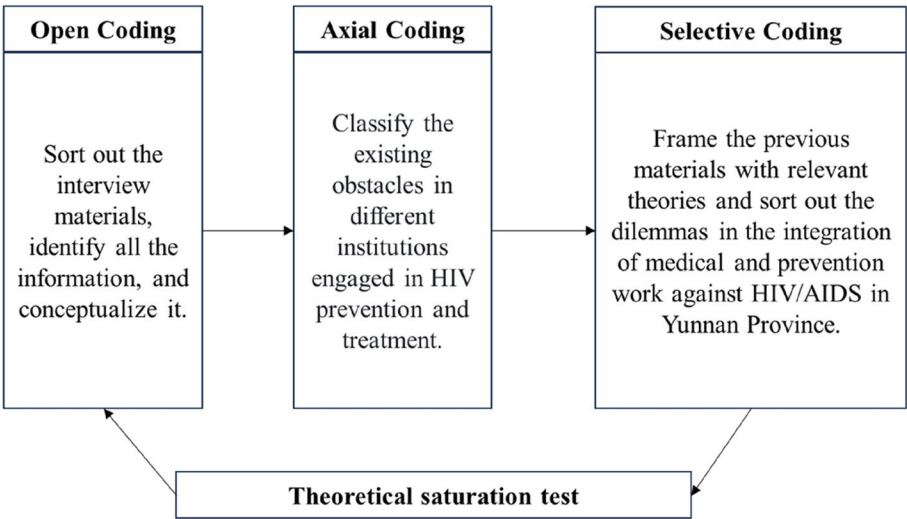 Open Coding
Sort out the
interview
materials,
identify all the
information, and
conceptualize it.
Axial Coding
Classify the
existing
obstacles in
different
institutions
engaged in HIV
prevention and
treatment.
Selective Coding
Frame the previous
materials with relevant
theories and sort out the
dilemmas in the integration
of medical and prevention
work against HIV/AIDS in
Yunnan Province.
Theoretical saturation test